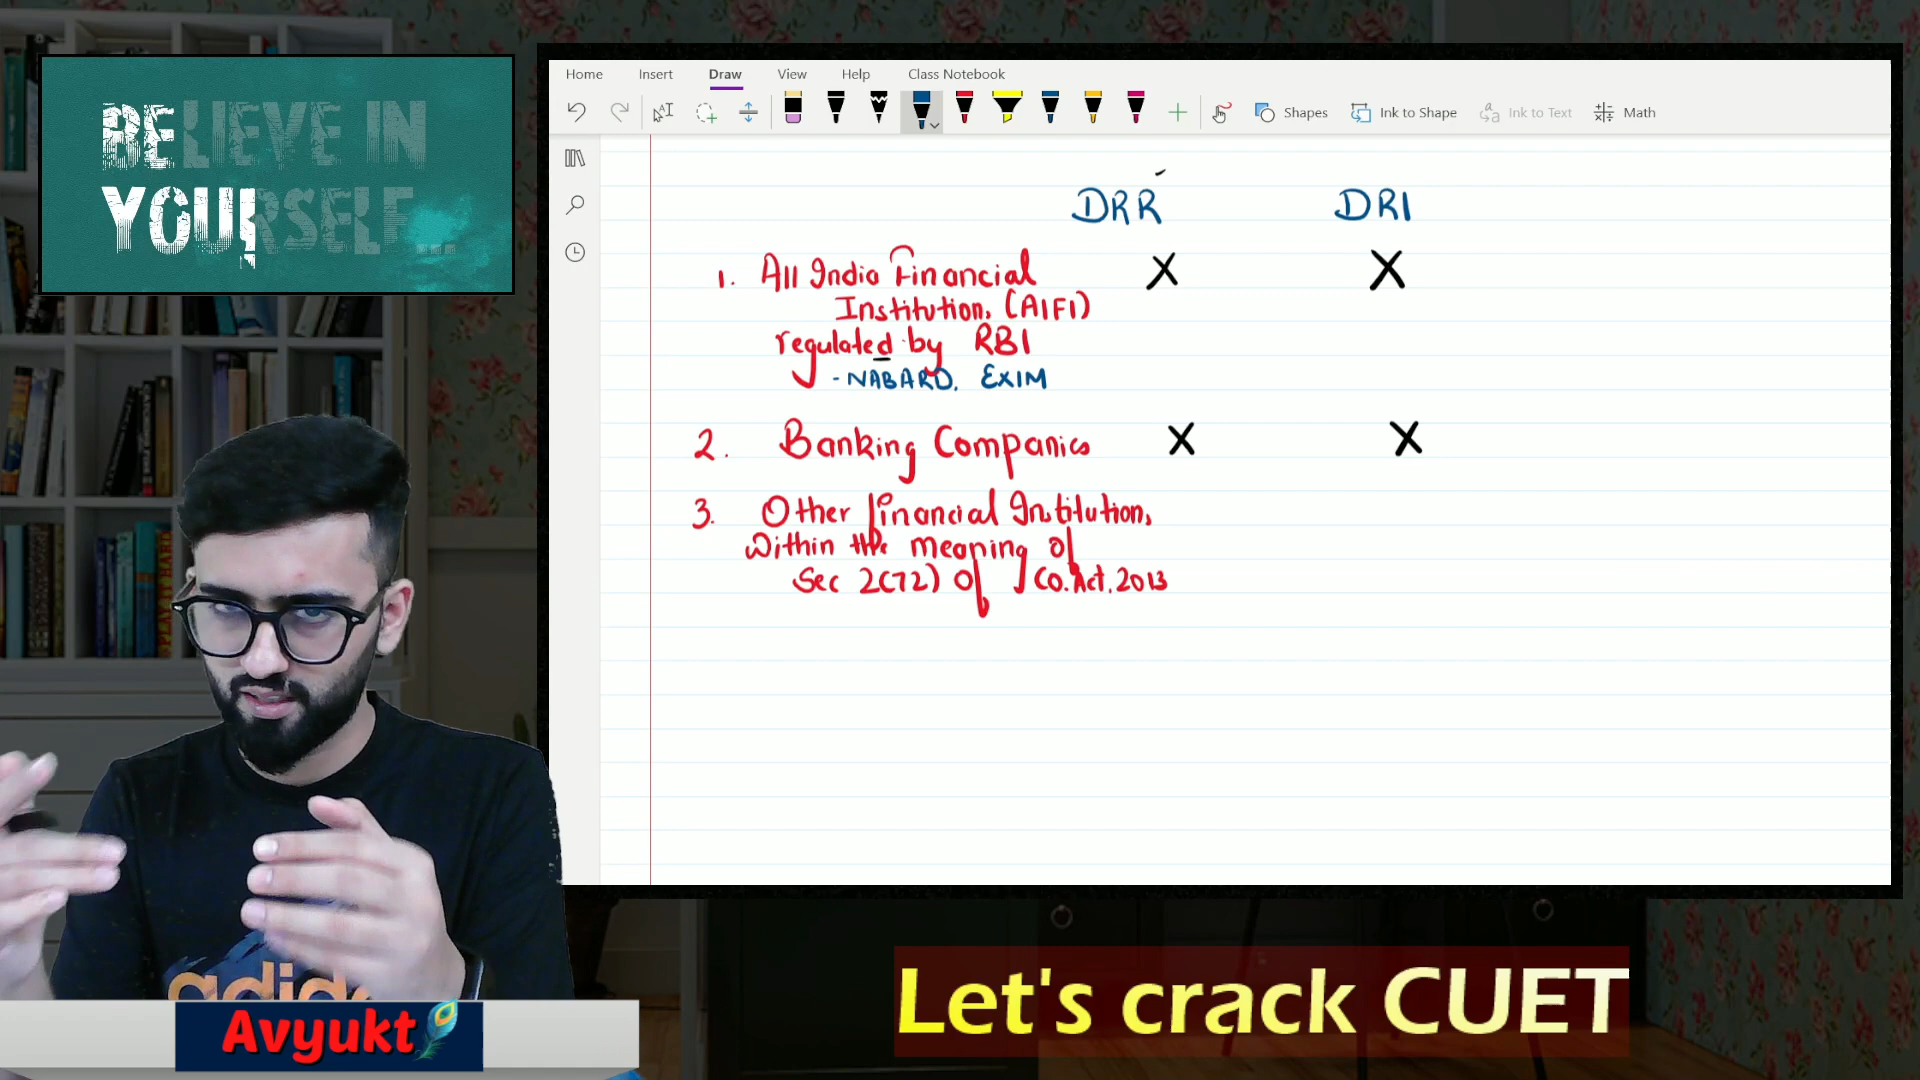 BELIEVE IN
YOURSELF...
Home Insert Draw View Help Class Notebook
Shapes Ink to Shape Ink to Text Math
DRR DRI
1. All India Financial X X
Institution, (AIFI)
regulated by RBI
- NABARD. EXIM
2. Banking Companies X X
3. Other financial Institution,
Within the meaning of
Sec 2(72) of Co. Act. 2013
adidas
Avyukt
Let's crack CUET